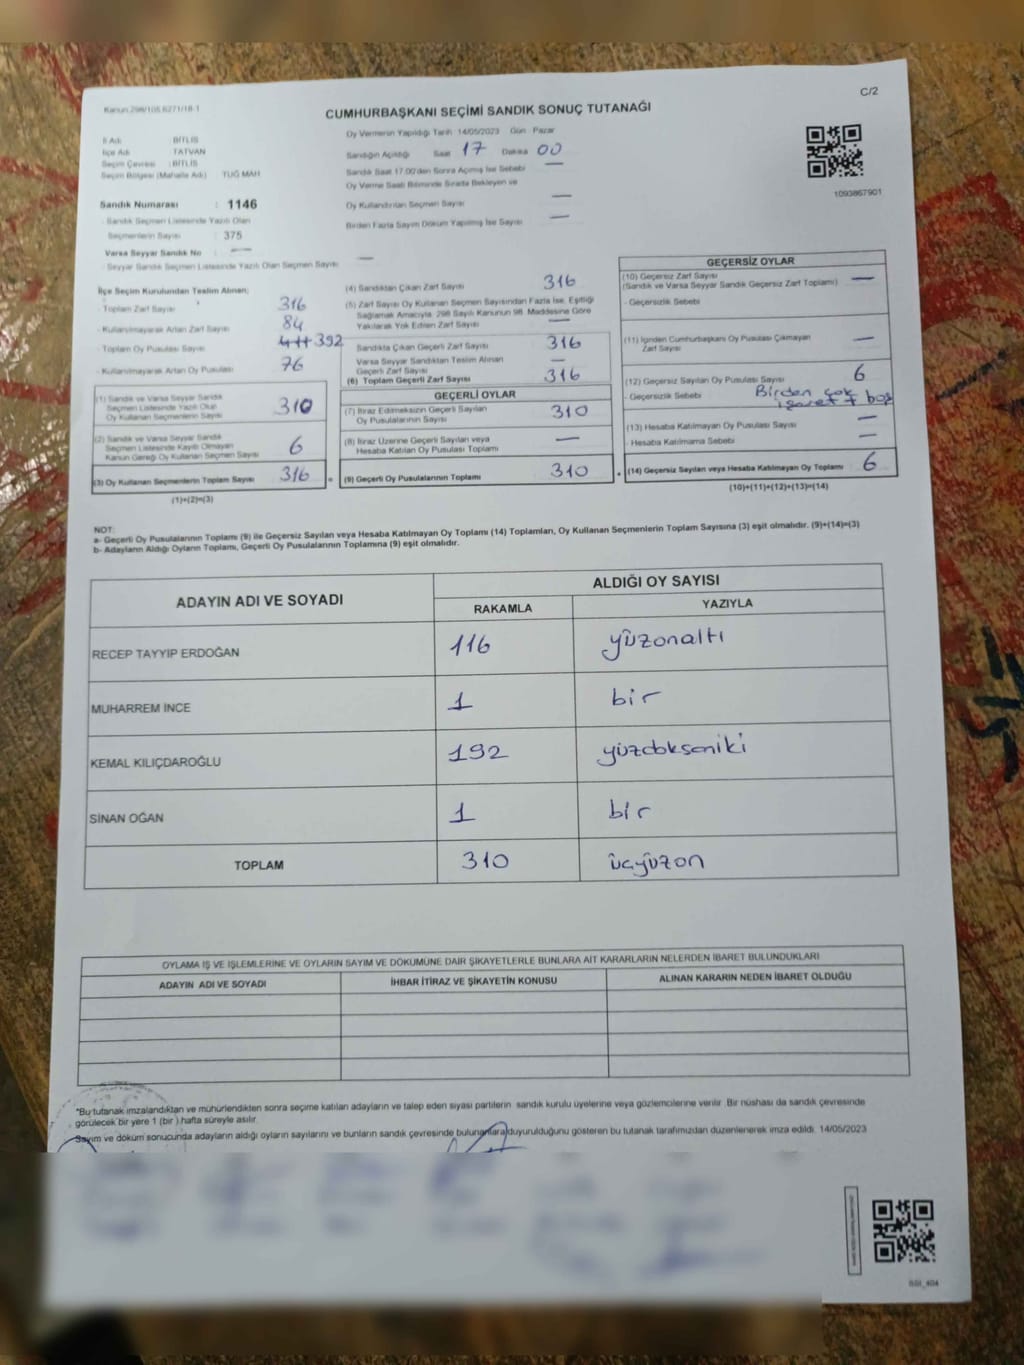 Kanun 298/105 6271/18-1
C/2
CUMHURBAŞKANI SEÇİMİ SANDIK SONUÇ TUTANAĞI
İl Adı BİTLİS
İlçe Adı TATVAN
Seçim Çevresi : BİTLİS
Seçim Bölgesi (Mahalle Adı) TUĞ MAH
Sandık Numarası : 1146
- Sandık Seçmen Listesinde Yazılı Olan
Seçmenlerin Sayısı : 375
Varsa Seyyar Sandık No : —
- Seyyar Sandık Seçmen Listesinde Yazılı Olan Seçmen Sayısı —
Oy Vermenin Yapıldığı Tarih 14/05/2023 Gün Pazar
Sandığın Açıldığı Saat 17 Dakika 00
Sandık Saat 17.00'den Sonra Açılmış İse Sebebi —
Oy Verme Saati Bitiminde Sırada Bekleyen ve
Oy Kullandırılan Seçmen Sayısı —
Birden Fazla Sayım Döküm Yapılmış İse Sayısı —
1093867901
İlçe Seçim Kurulundan Teslim Alınan;
- Toplam Zarf Sayısı 316
- Kullanılmayarak Artan Zarf Sayısı 84
- Toplam Oy Pusulası Sayısı 392
- Kullanılmayarak Artan Oy Pusulası 76
(1) Sandık ve Varsa Seyyar Sandık
Seçmen Listesinde Yazılı Olup
Oy Kullanan Seçmenlerin Sayısı 310
(2) Sandık ve Varsa Seyyar Sandık
Seçmen Listesinde Kayıtlı Olmayan
Kanun Gereği Oy Kullanan Seçmen Sayısı 6
(3) Oy Kullanan Seçmenlerin Toplam Sayısı 316
(1)+(2)=(3)
(4) Sandıktan Çıkan Zarf Sayısı 316
(5) Zarf Sayısı Oy Kullanan Seçmen Sayısından Fazla İse, Eşitliği
Sağlamak Amacıyla, 298 Sayılı Kanunun 98. Maddesine Göre
Yakılarak Yok Edilen Zarf Sayısı —
Sandıkta Çıkan Geçerli Zarf Sayısı 316
Varsa Seyyar Sandıktan Teslim Alınan
Geçerli Zarf Sayısı —
(6) Toplam Geçerli Zarf Sayısı 316
GEÇERLİ OYLAR
(7) İtiraz Edilmeksizin Geçerli Sayılan
Oy Pusulalarının Sayısı 310
(8) İtiraz Üzerine Geçerli Sayılan veya
Hesaba Katılan Oy Pusulası Toplamı —
(9) Geçerli Oy Pusulalarının Toplamı 310
GEÇERSİZ OYLAR
(10) Geçersiz Zarf Sayısı
(Sandık ve Varsa Seyyar Sandık Geçersiz Zarf Toplamı) —
- Geçersizlik Sebebi
(11) İçinden Cumhurbaşkanı Oy Pusulası Çıkmayan
Zarf Sayısı —
(12) Geçersiz Sayılan Oy Pusulası Sayısı 6
- Geçersizlik Sebebi Birden çok
işaret + boş
(13) Hesaba Katılmayan Oy Pusulası Sayısı —
- Hesaba Katılmama Sebebi —
(14) Geçersiz Sayılan veya Hesaba Katılmayan Oy Toplamı 6
(10)+(11)+(12)+(13)=(14)
NOT:
a- Geçerli Oy Pusulalarının Toplamı (9) ile Geçersiz Sayılan veya Hesaba Katılmayan Oy Toplamı (14) Toplamları, Oy Kullanan Seçmenlerin Toplam Sayısına (3) eşit olmalıdır. (9)+(14)=(3)
b- Adayların Aldığı Oyların Toplamı, Geçerli Oy Pusulalarının Toplamına (9) eşit olmalıdır.
ADAYIN ADI VE SOYADI
ALDIĞI OY SAYISI
RAKAMLA YAZIYLA
RECEP TAYYİP ERDOĞAN 116 yüzonaltı
MUHARREM İNCE 1 bir
KEMAL KILIÇDAROĞLU 192 yüzdokseniki
SİNAN OĞAN 1 bir
TOPLAM 310 üçyüzon
OYLAMA İŞ VE İŞLEMLERİNE VE OYLARIN SAYIM VE DÖKÜMÜNE DAİR ŞİKAYETLERLE BUNLARA AİT KARARLARIN NELERDEN İBARET BULUNDUKLARI
ADAYIN ADI VE SOYADI İHBAR İTİRAZ VE ŞİKAYETİN KONUSU ALINAN KARARIN NEDEN İBARET OLDUĞU
*Bu tutanak imzalandıktan ve mühürlendikten sonra seçime katılan adayların ve talep eden siyasi partilerin sandık kurulu üyelerine veya gözlemcilerine verilir. Bir nüshası da sandık çevresinde
görülecek bir yere 1 (bir) hafta süreyle asılır.
Sayım ve döküm sonucunda adayların aldığı oyların sayılarını ve bunların sandık çevresinde bulunanlara duyurulduğunu gösteren bu tutanak tarafımızdan düzenlenerek imza edildi. 14/05/2023